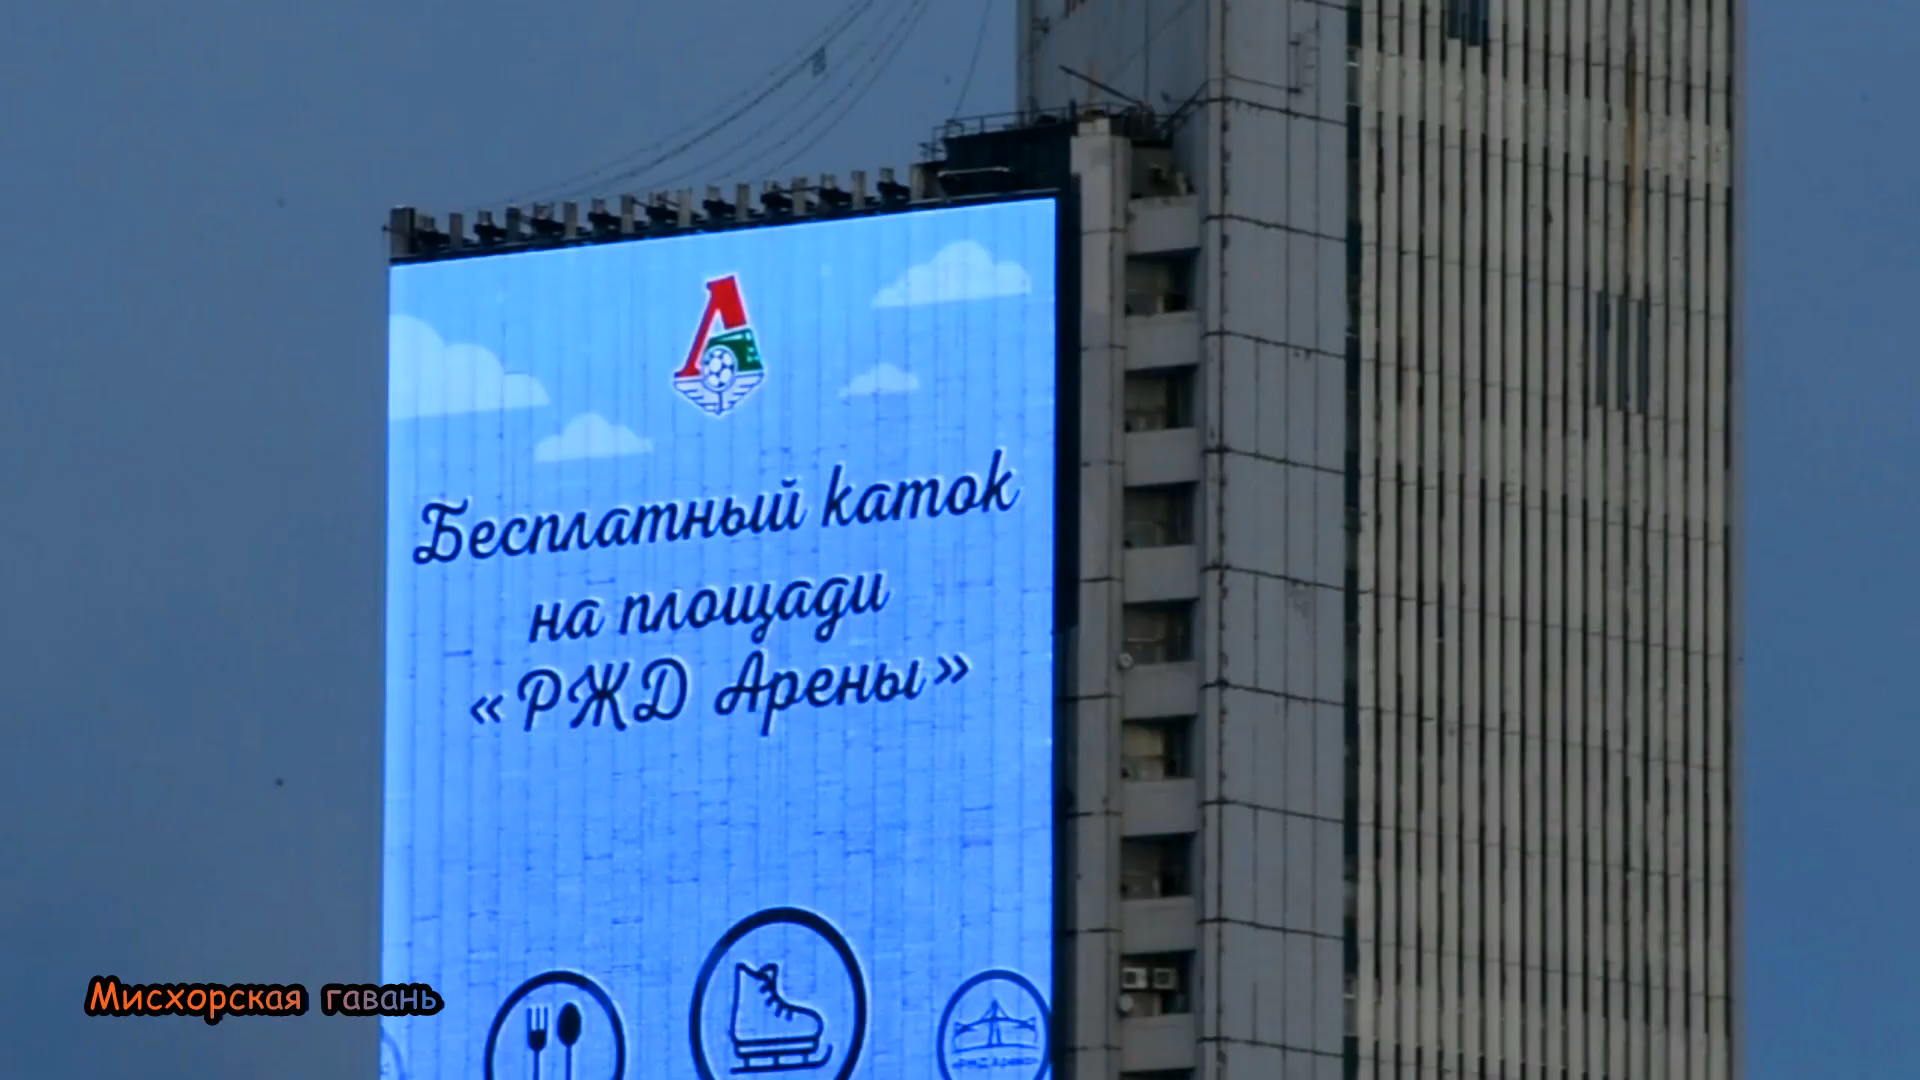 Бесплатный каток
на площади
«РЖД Арены»
Мисхорская гавань